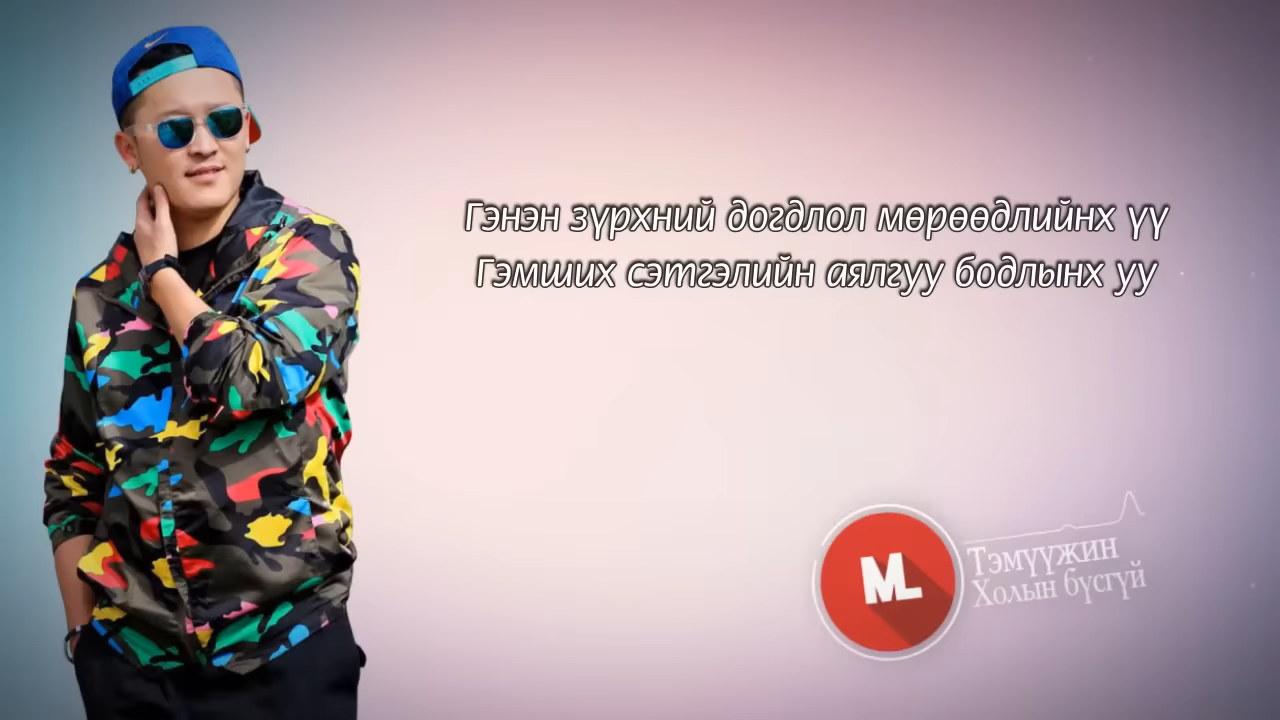 Гэнэн зүрхний догдлол мөрөөдлийнх үү
Гэмших сэтгэлийн аялгуу бодлынх уу
ML
Тэмүүжин
Холын бүсгүй